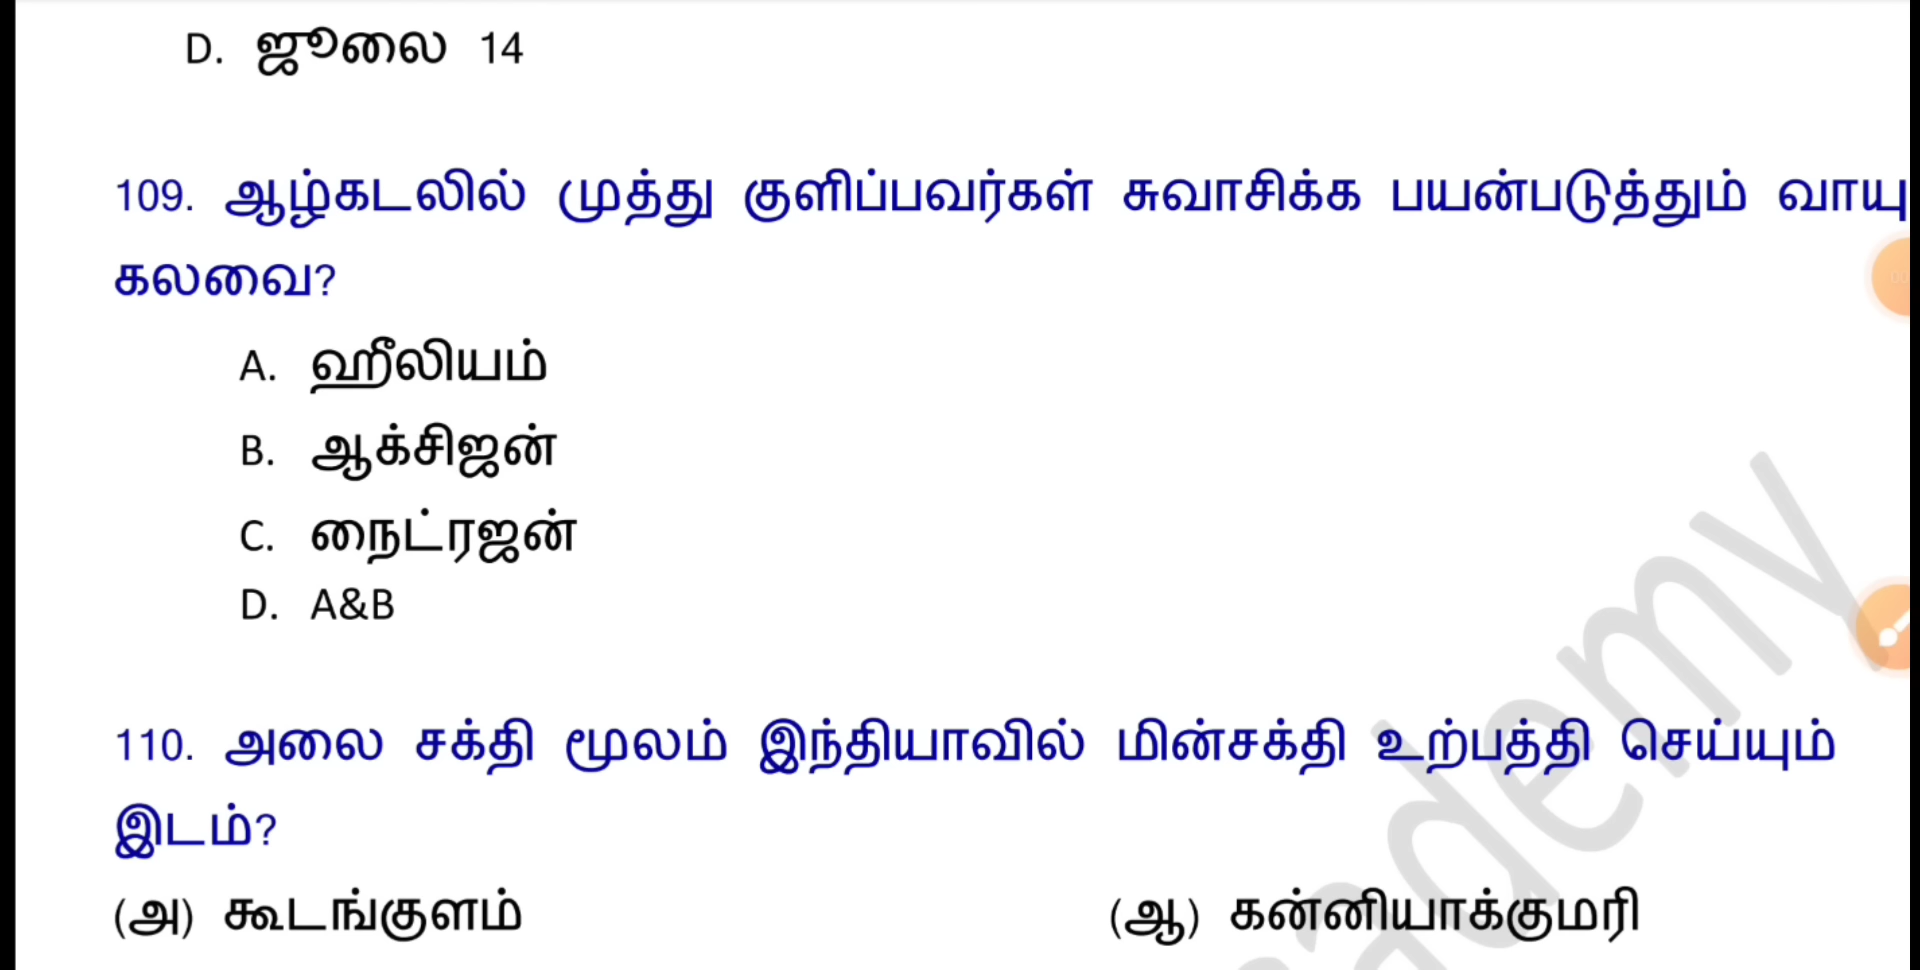 D. ஜூலை 14
109. ஆழ்கடலில் முத்து குளிப்பவர்கள் சுவாசிக்க பயன்படுத்தும் வாயு
கலவை?
A. ஹீலியம்
B. ஆக்சிஜன்
C. நைட்ரஜன்
D. A&B
110. அலை சக்தி மூலம் இந்தியாவில் மின்சக்தி உற்பத்தி செய்யும்
இடம்?
(அ) கூடங்குளம் (ஆ) கன்னியாக்குமரி
ademy